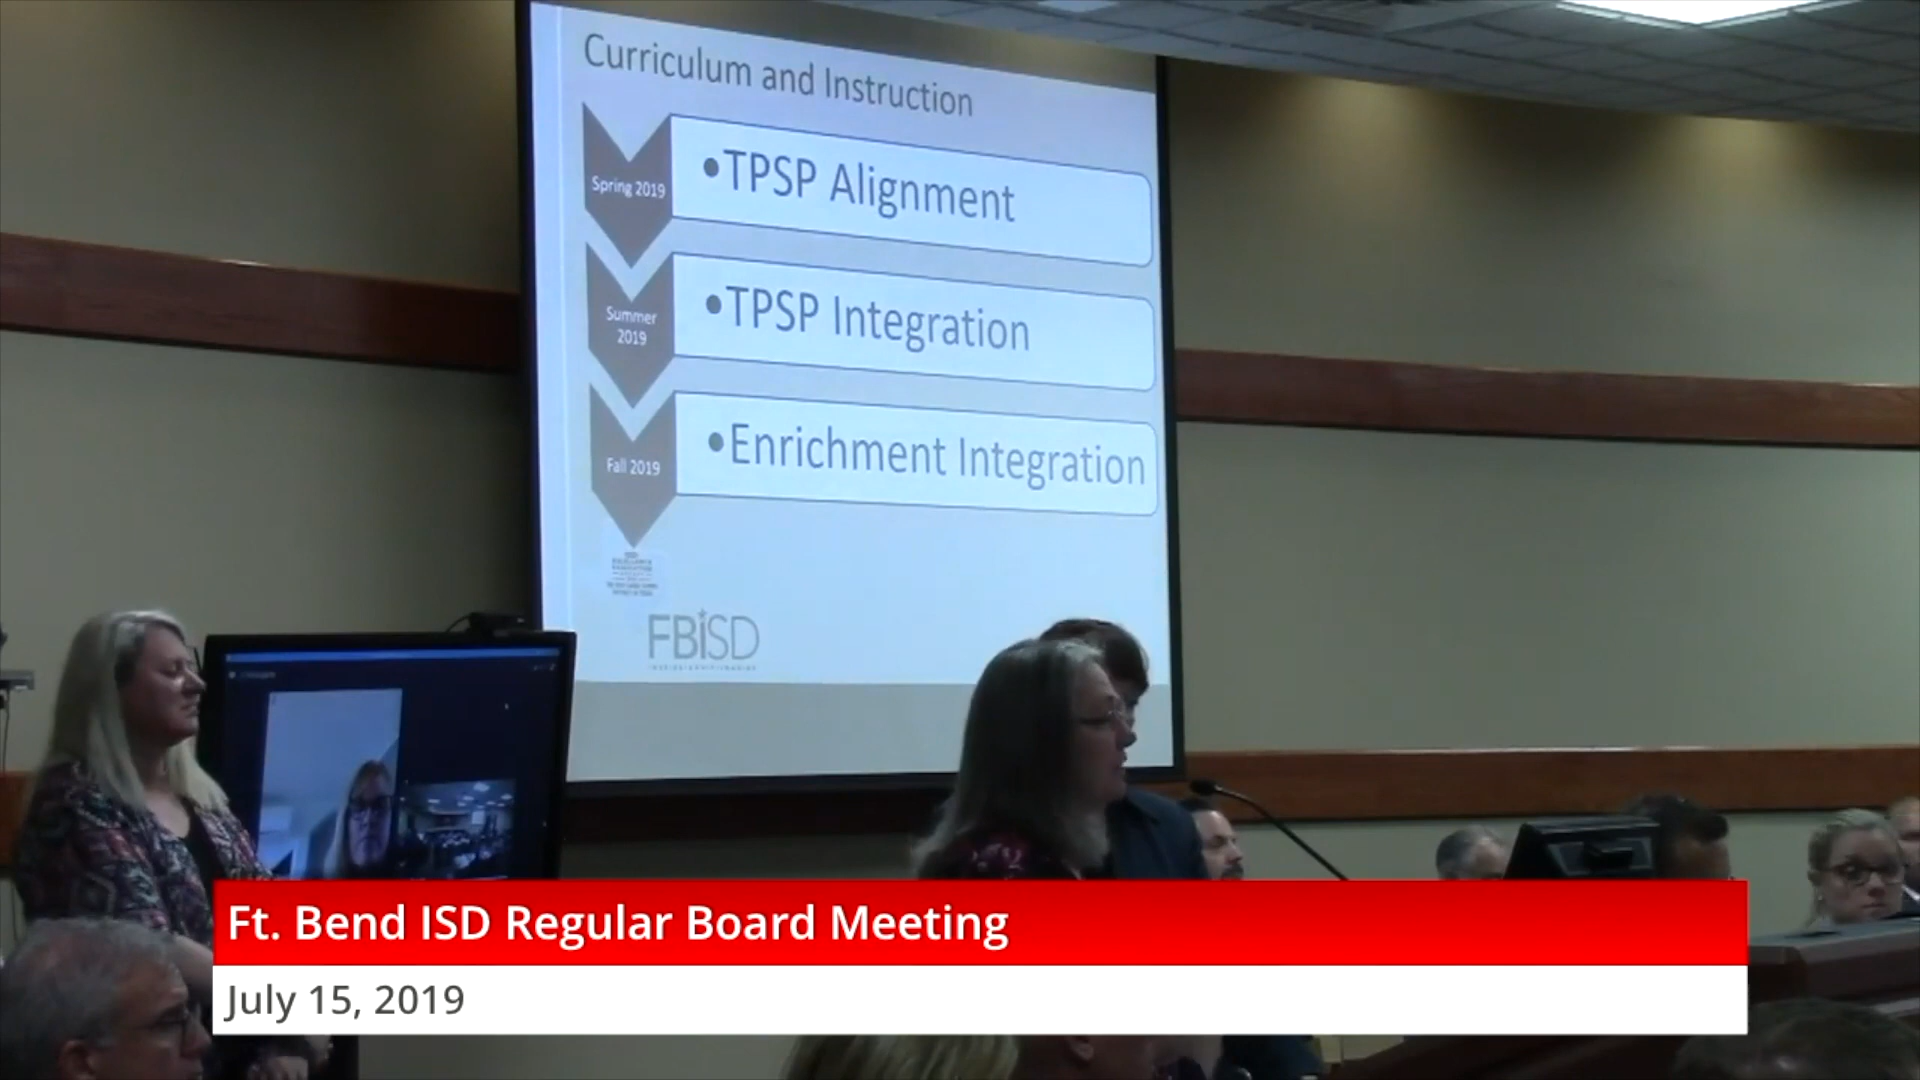 Curriculum and Instruction
Spring 2019
•TPSP Alignment
Summer
2019
•TPSP Integration
Fall 2019
•Enrichment Integration
FBISD
Ft. Bend ISD Regular Board Meeting
July 15, 2019